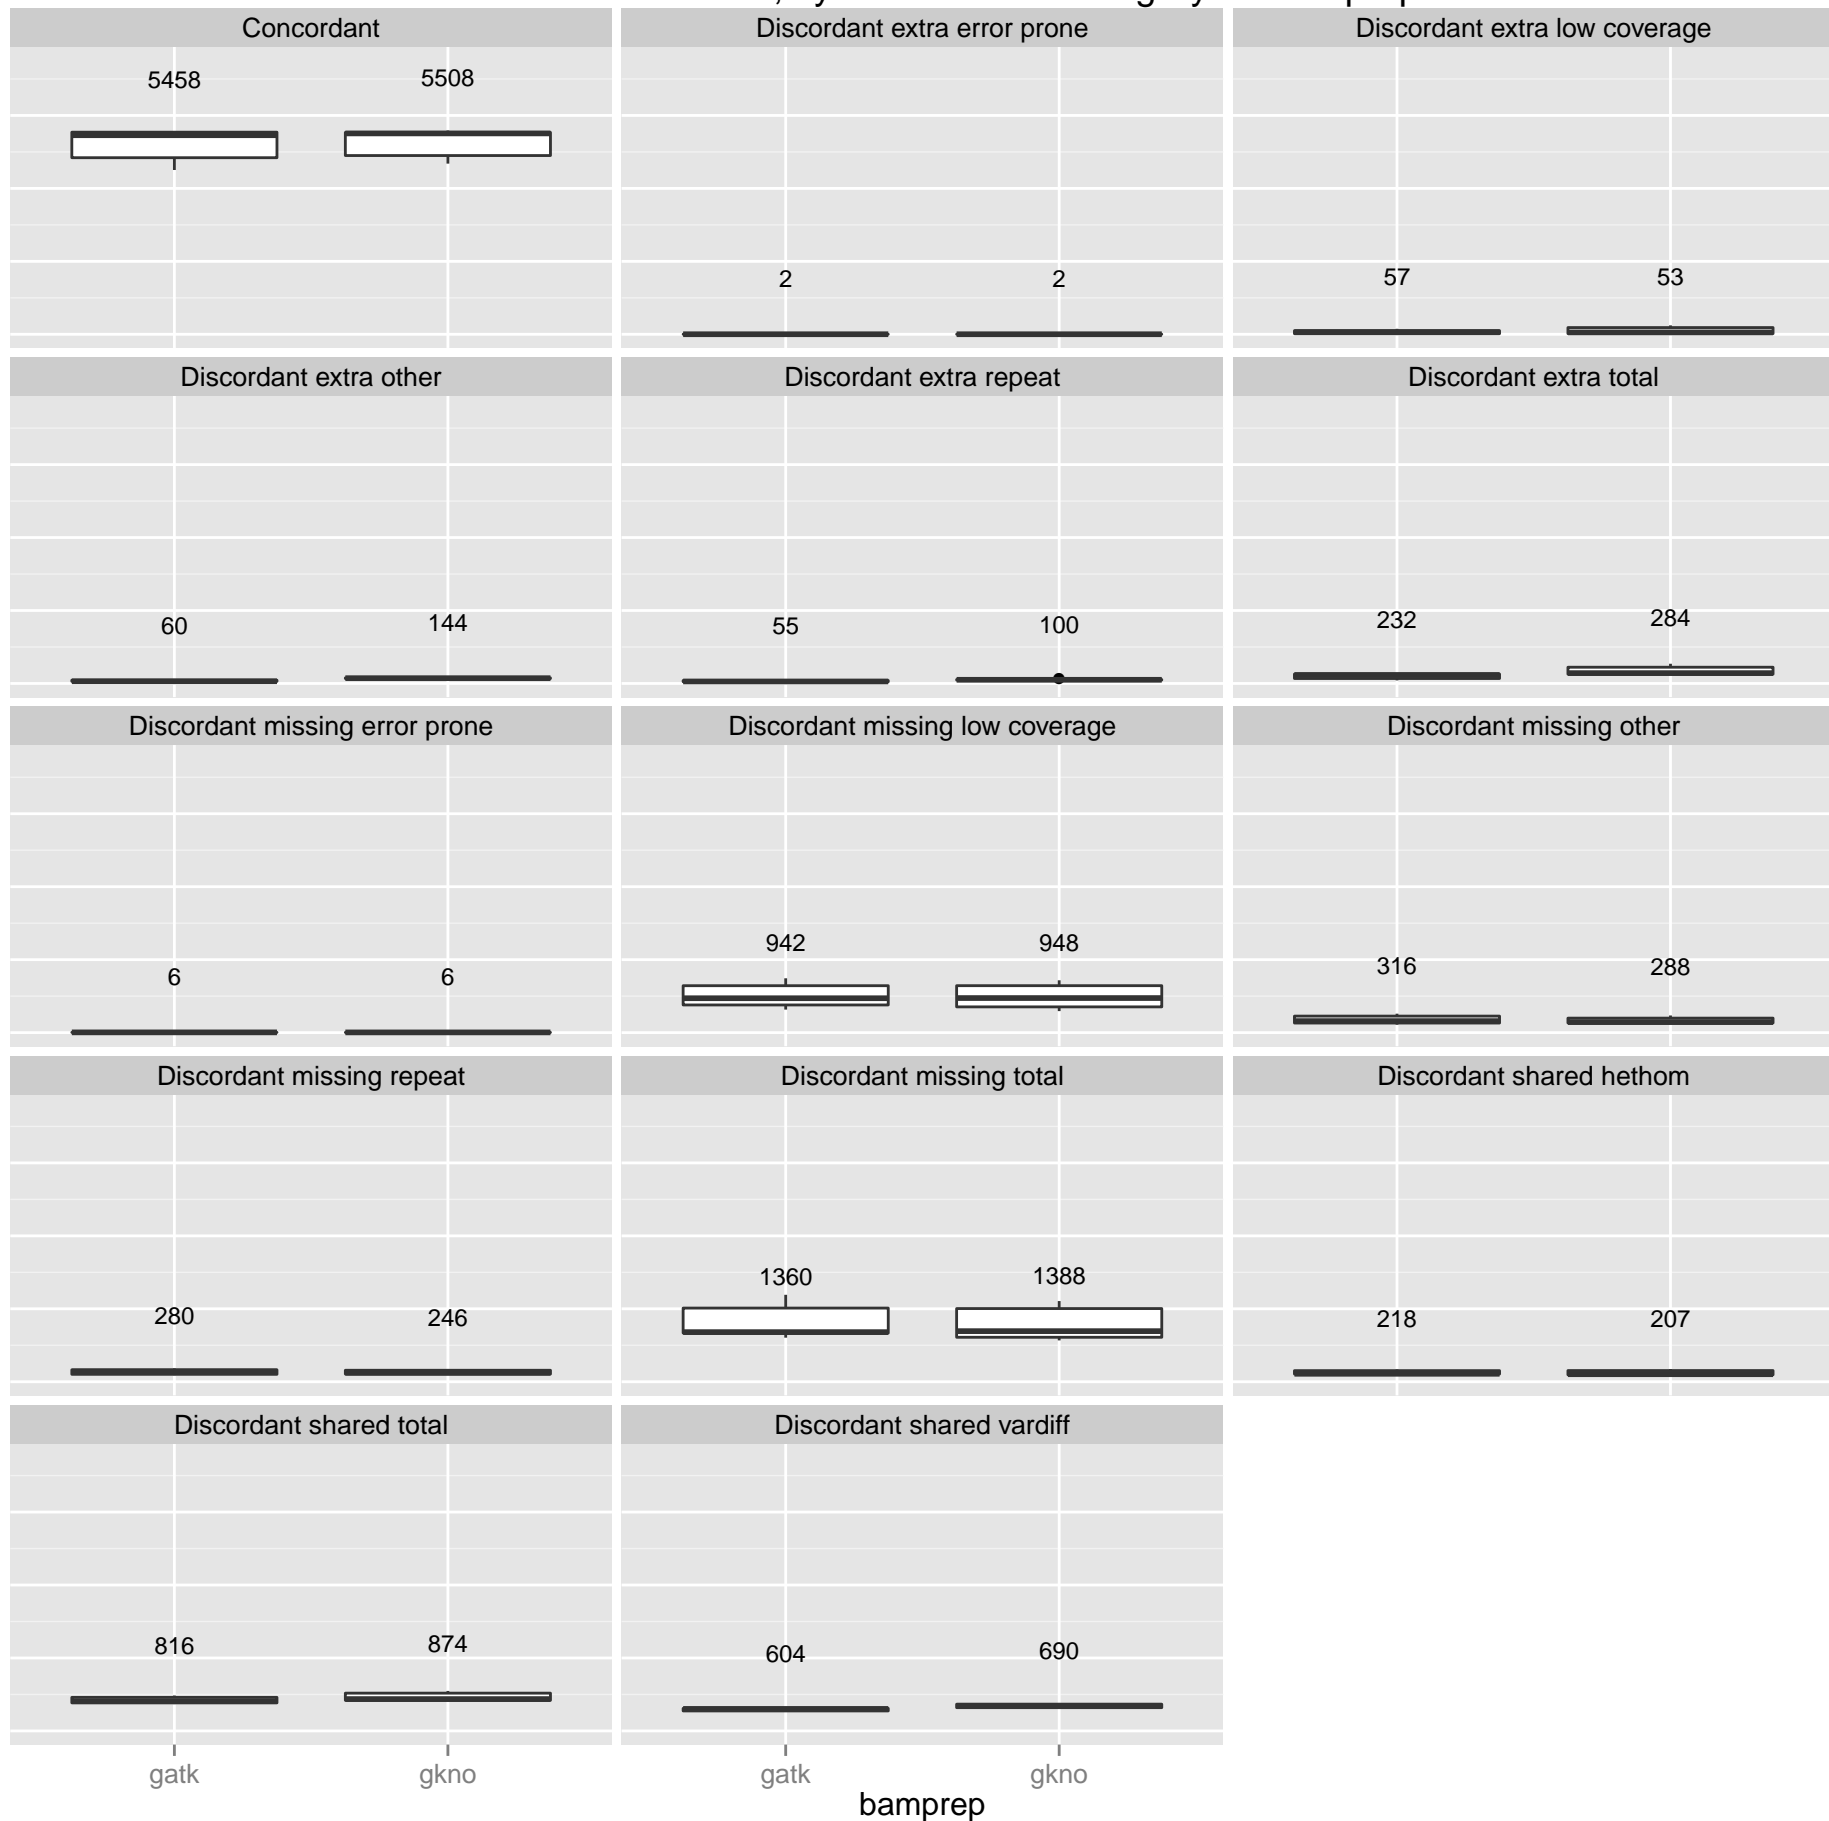 Concordant
Discordant extra error prone
Discordant extra low coverage
5458
5508
2
2
57
53
Discordant extra other
Discordant extra repeat
Discordant extra total
60
144
55
100
232
284
Discordant missing error prone
Discordant missing low coverage
Discordant missing other
6
6
942
948
316
288
Discordant missing repeat
Discordant missing total
Discordant shared hethom
280
246
1360
1388
218
207
Discordant shared total
Discordant shared vardiff
816
874
604
690
gatk
gkno
gatk
gkno
bamprep